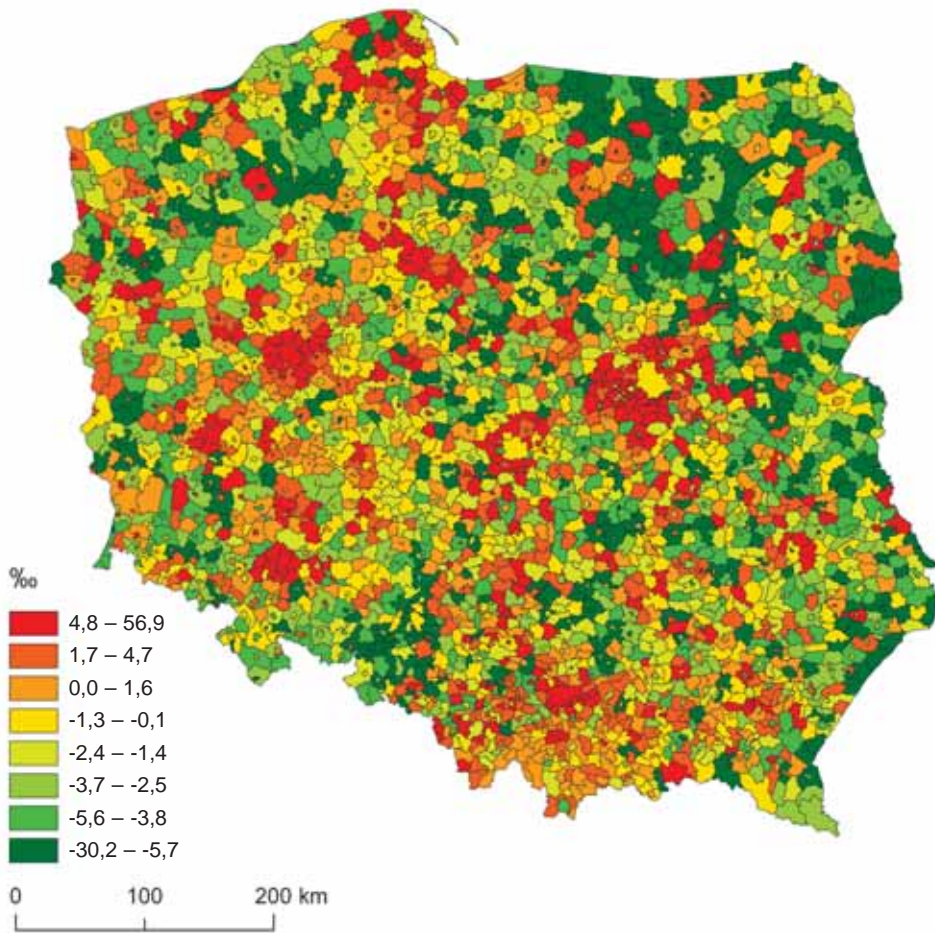 ‰
4,8 – 56,9
1,7 – 4,7
0,0 – 1,6
-1,3 – -0,1
-2,4 – -1,4
-3,7 – -2,5
-5,6 – -3,8
-30,2 – -5,7
0 100 200 km